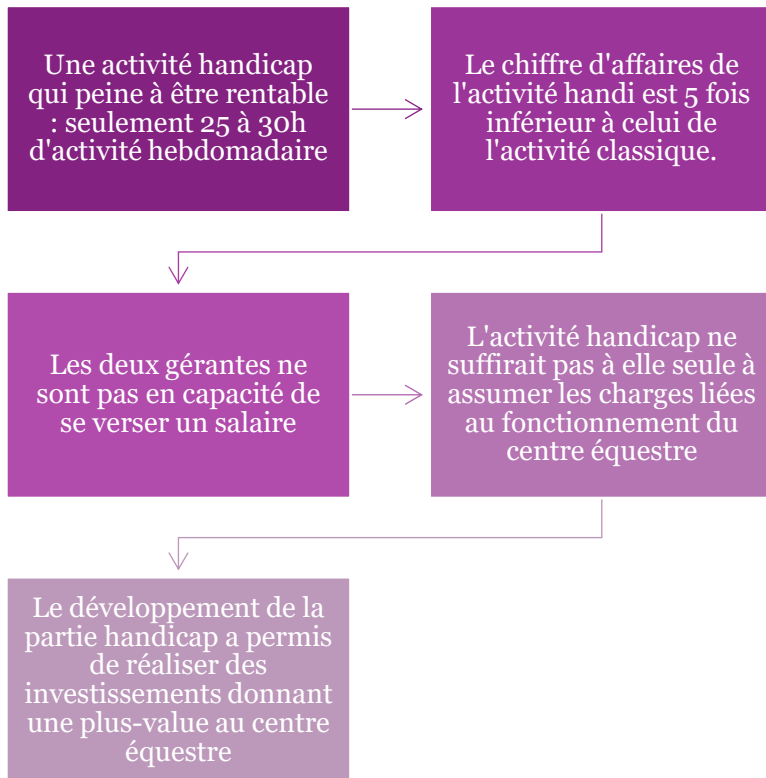 Une activité handicap
qui peine à être rentable
: seulement 25 à 30h
d'activité hebdomadaire
Le chiffre d'affaires de
l'activité handi est 5 fois
inférieur à celui de
l'activité classique.
Les deux gérantes ne
sont pas en capacité de
se verser un salaire
L'activité handicap ne
suffirait pas à elle seule à
assumer les charges liées
au fonctionnement du
centre équestre
Le développement de la
partie handicap a permis
de réaliser des
investissements donnant
une plus-value au centre
équestre